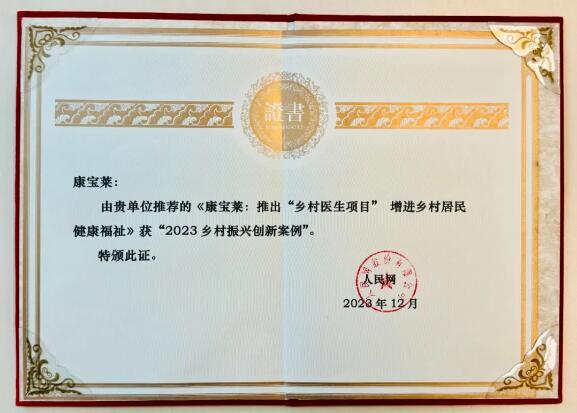 證書
康宝莱：
由贵单位推荐的《康宝莱：推出“乡村医生项目” 增进乡村居民
健康福祉》获“2023乡村振兴创新案例”。
特颁此证。
人民网
2023年12月